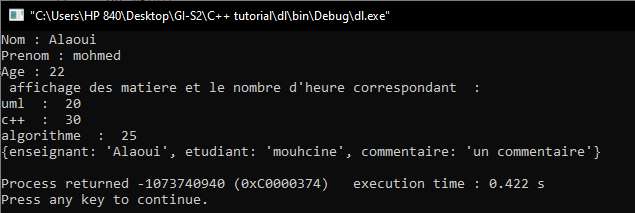 "C:\Users\HP 840\Desktop\GI-S2\C++ tutorial\dl\bin\Debug\dl.exe"
Nom : Alaoui
Prenom : mohmed
Age : 22
 affichage des matiere et le nombre d'heure correspondant  :
uml  :  20
c++  :  30
algorithme  :  25
{enseignant: 'Alaoui', etudiant: 'mouhcine', commentaire: 'un commentaire'}
Process returned -1073740940 (0xC0000374)   execution time : 0.422 s
Press any key to continue.